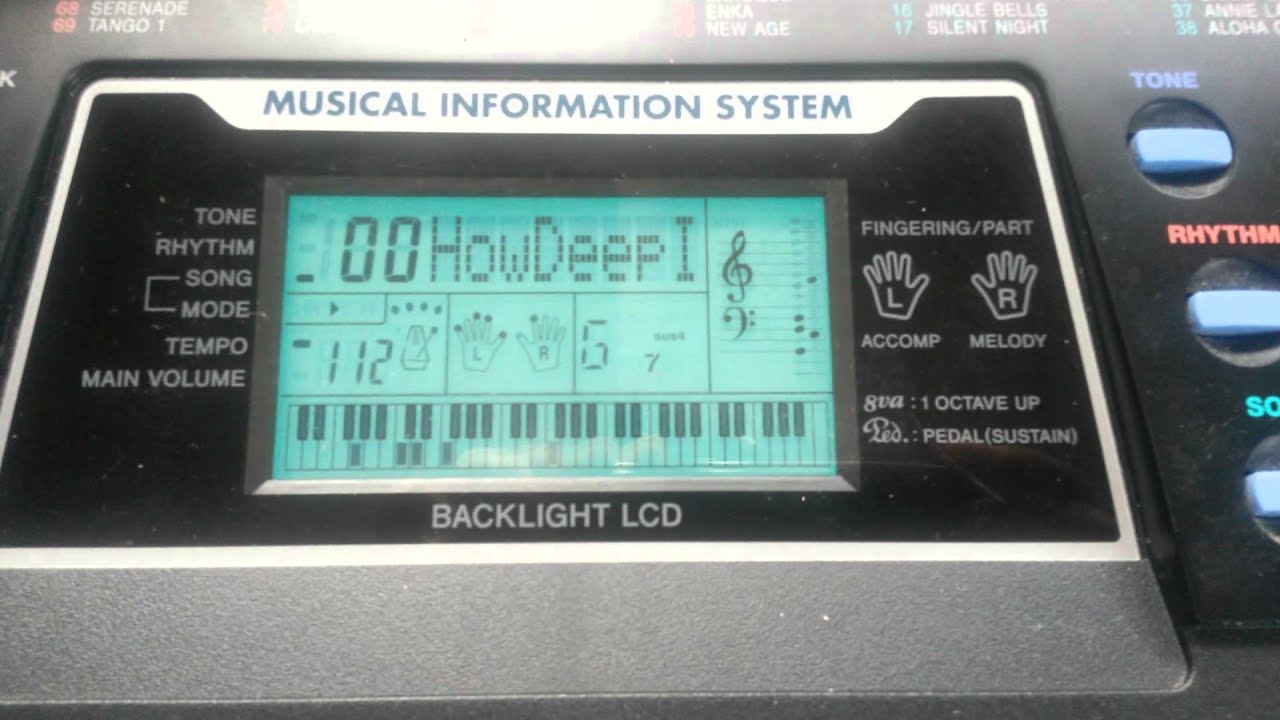 68 SERENADE
69 TANGO 1
ENKA
NEW AGE
16 JINGLE BELLS
17 SILENT NIGHT
37 ANNIE
38 ALOHA
K
TONE
MUSICAL INFORMATION SYSTEM
TONE
RHYTHM
SONG
MODE
TEMPO
MAIN VOLUME
00HowDeepI
112
L
R
G
sus4
7
FINGERING/PART
L
R
ACCOMP
MELODY
8va : 1 OCTAVE UP
Ped. : PEDAL(SUSTAIN)
RHYTHM
SO
BACKLIGHT LCD